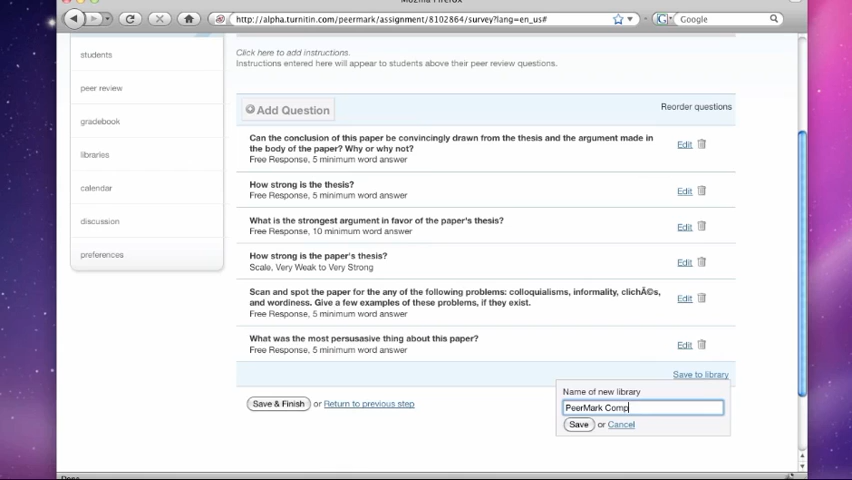 Mozilla Firefox
http://alpha.turnitin.com/peermark/assignment/8102864/survey?lang=en_us#
Google
students
peer review
gradebook
libraries
calendar
discussion
preferences
Click here to add instructions.
Instructions entered here will appear to students above their peer review questions.
Add Question
Reorder questions
Can the conclusion of this paper be convincingly drawn from the thesis and the argument made in
the body of the paper? Why or why not?
Free Response, 5 minimum word answer
Edit
How strong is the thesis?
Free Response, 5 minimum word answer
Edit
What is the strongest argument in favor of the paper's thesis?
Free Response, 10 minimum word answer
Edit
How strong is the paper's thesis?
Scale, Very Weak to Very Strong
Edit
Scan and spot the paper for the any of the following problems: colloquialisms, informality, clichÃ©s,
and wordiness. Give a few examples of these problems, if they exist.
Free Response, 5 minimum word answer
Edit
What was the most persusasive thing about this paper?
Free Response, 5 minimum word answer
Edit
Save to library
Name of new library
PeerMark Comp
Save or Cancel
Save & Finish or Return to previous step
Done